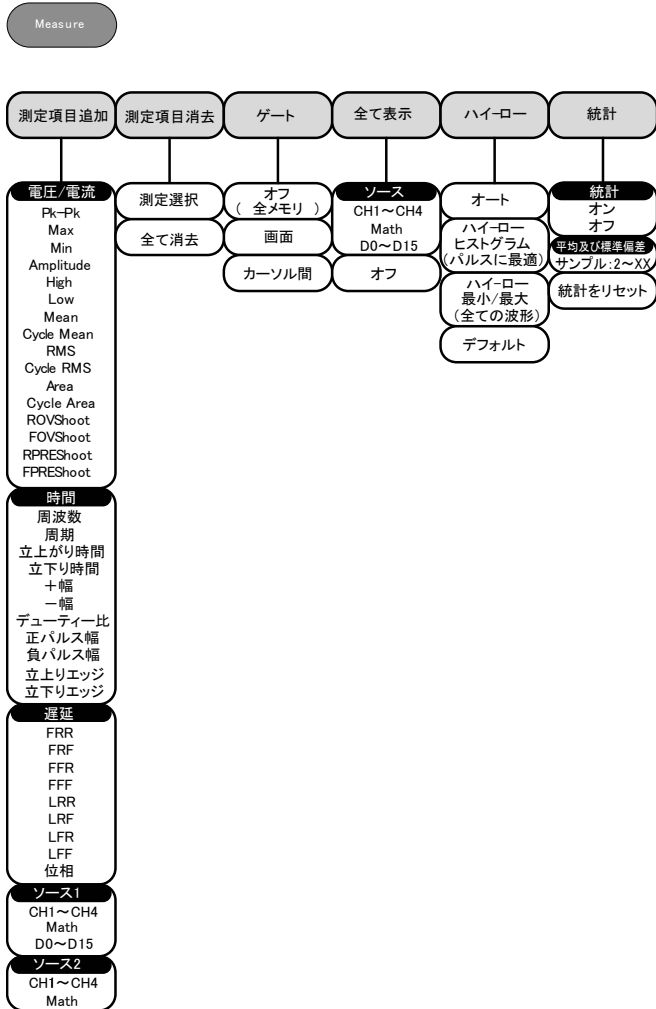 Measure
測定項目追加
測定項目消去
ゲート
全て表示
ハイ-ロー
統計
電圧/電流
Pk-Pk
Max
Min
Amplitude
High
Low
Mean
Cycle Mean
RMS
Cycle RMS
Area
Cycle Area
ROVShoot
FOVShoot
RPREShoot
FPREShoot
時間
周波数
周期
立上がり時間
立下り時間
+幅
-幅
デューティー比
正パルス幅
負パルス幅
立上りエッジ
立下りエッジ
遅延
FRR
FRF
FFR
FFF
LRR
LRF
LFR
LFF
位相
ソース1
CH1~CH4
Math
D0~D15
ソース2
CH1~CH4
Math
測定選択
全て消去
オフ
( 全メモリ )
画面
カーソル間
ソース
CH1~CH4
Math
D0~D15
オフ
オート
ハイ-ロー
ヒストグラム
(パルスに最適)
ハイ-ロー
最小/最大
(全ての波形)
デフォルト
統計
オン
オフ
平均及び標準偏差
サンプル:2~XX
統計をリセット